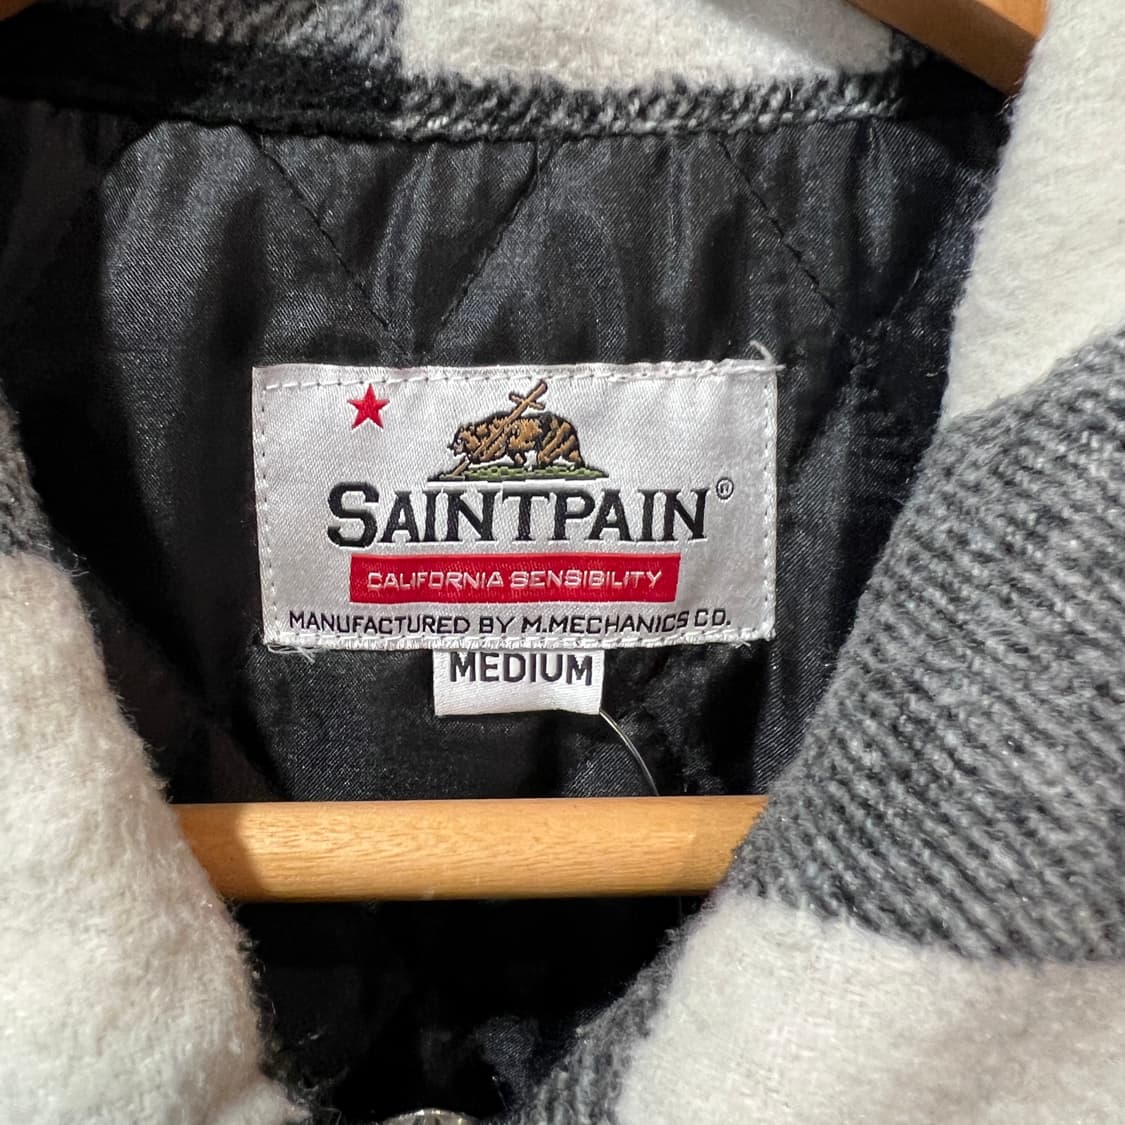 SAINTPAIN®
CALIFORNIA SENSIBILITY
MANUFACTURED BY M.MECHANICS CO.
MEDIUM